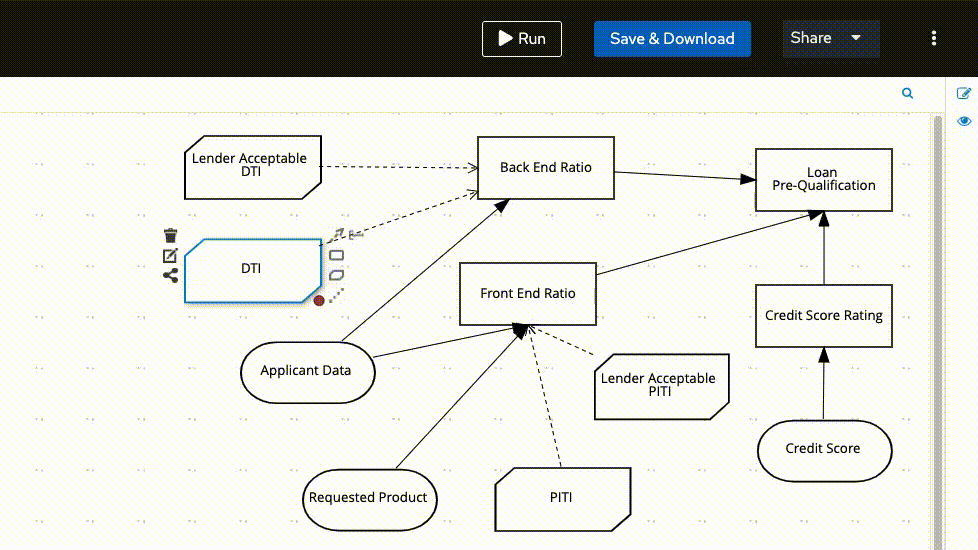 Run
Save & Download
Share
Lender Acceptable
DTI
Back End Ratio
Loan
Pre-Qualification
DTI
Front End Ratio
Credit Score Rating
Applicant Data
Lender Acceptable
PITI
Credit Score
Requested Product
PITI